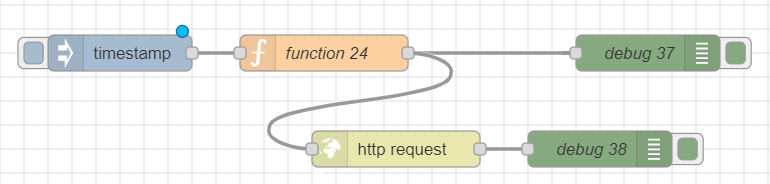 timestamp
function 24
debug 37
http request
debug 38